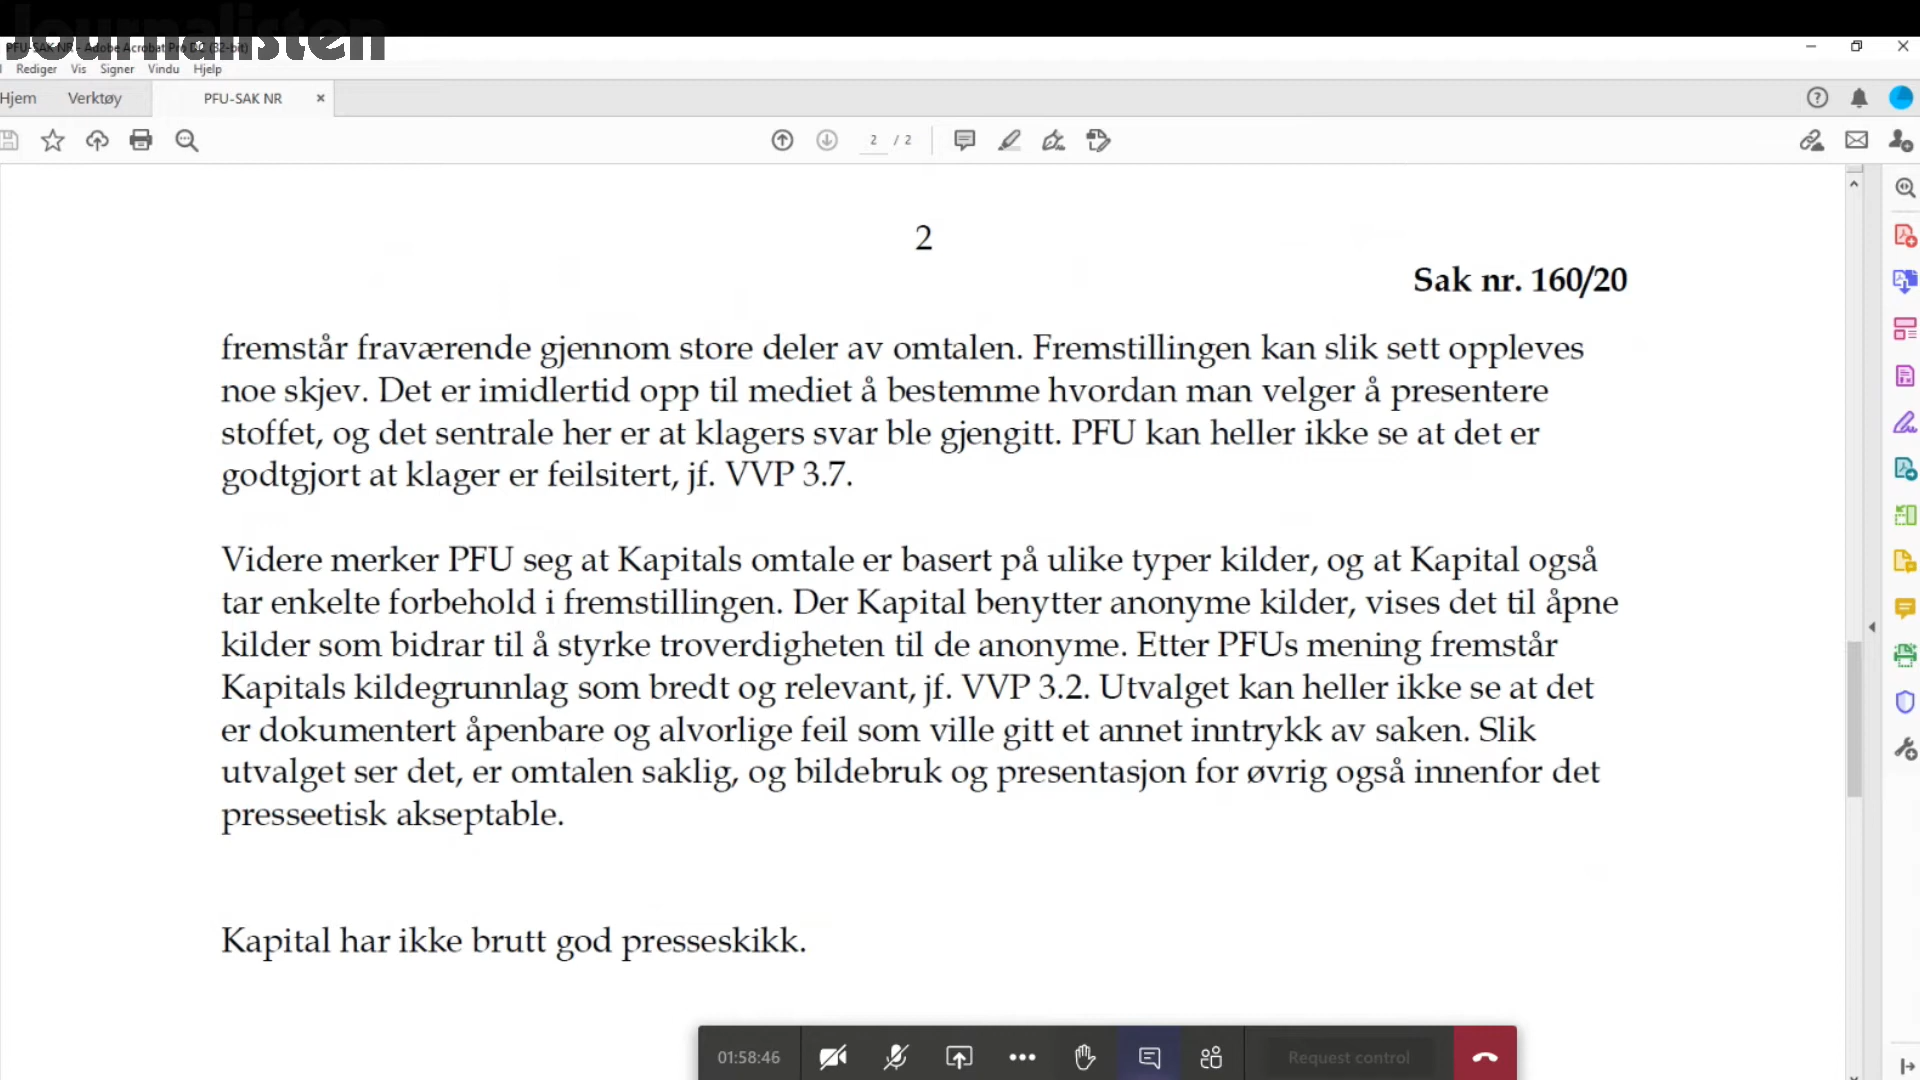 Journalisten
PFU-SAK NR - Adobe Acrobat Pro DC (32-bit)
Rediger Vis Signer Vindu Hjelp
Hjem Verktøy PFU-SAK NR
2 / 2
2
Sak nr. 160/20
fremstår fraværende gjennom store deler av omtalen. Fremstillingen kan slik sett oppleves
noe skjev. Det er imidlertid opp til mediet å bestemme hvordan man velger å presentere
stoffet, og det sentrale her er at klagers svar ble gjengitt. PFU kan heller ikke se at det er
godtgjort at klager er feilsitert, jf. VVP 3.7.
Videre merker PFU seg at Kapitals omtale er basert på ulike typer kilder, og at Kapital også
tar enkelte forbehold i fremstillingen. Der Kapital benytter anonyme kilder, vises det til åpne
kilder som bidrar til å styrke troverdigheten til de anonyme. Etter PFUs mening fremstår
Kapitals kildegrunnlag som bredt og relevant, jf. VVP 3.2. Utvalget kan heller ikke se at det
er dokumentert åpenbare og alvorlige feil som ville gitt et annet inntrykk av saken. Slik
utvalget ser det, er omtalen saklig, og bildebruk og presentasjon for øvrig også innenfor det
presseetisk akseptable.
Kapital har ikke brutt god presseskikk.
01:58:46 Request control